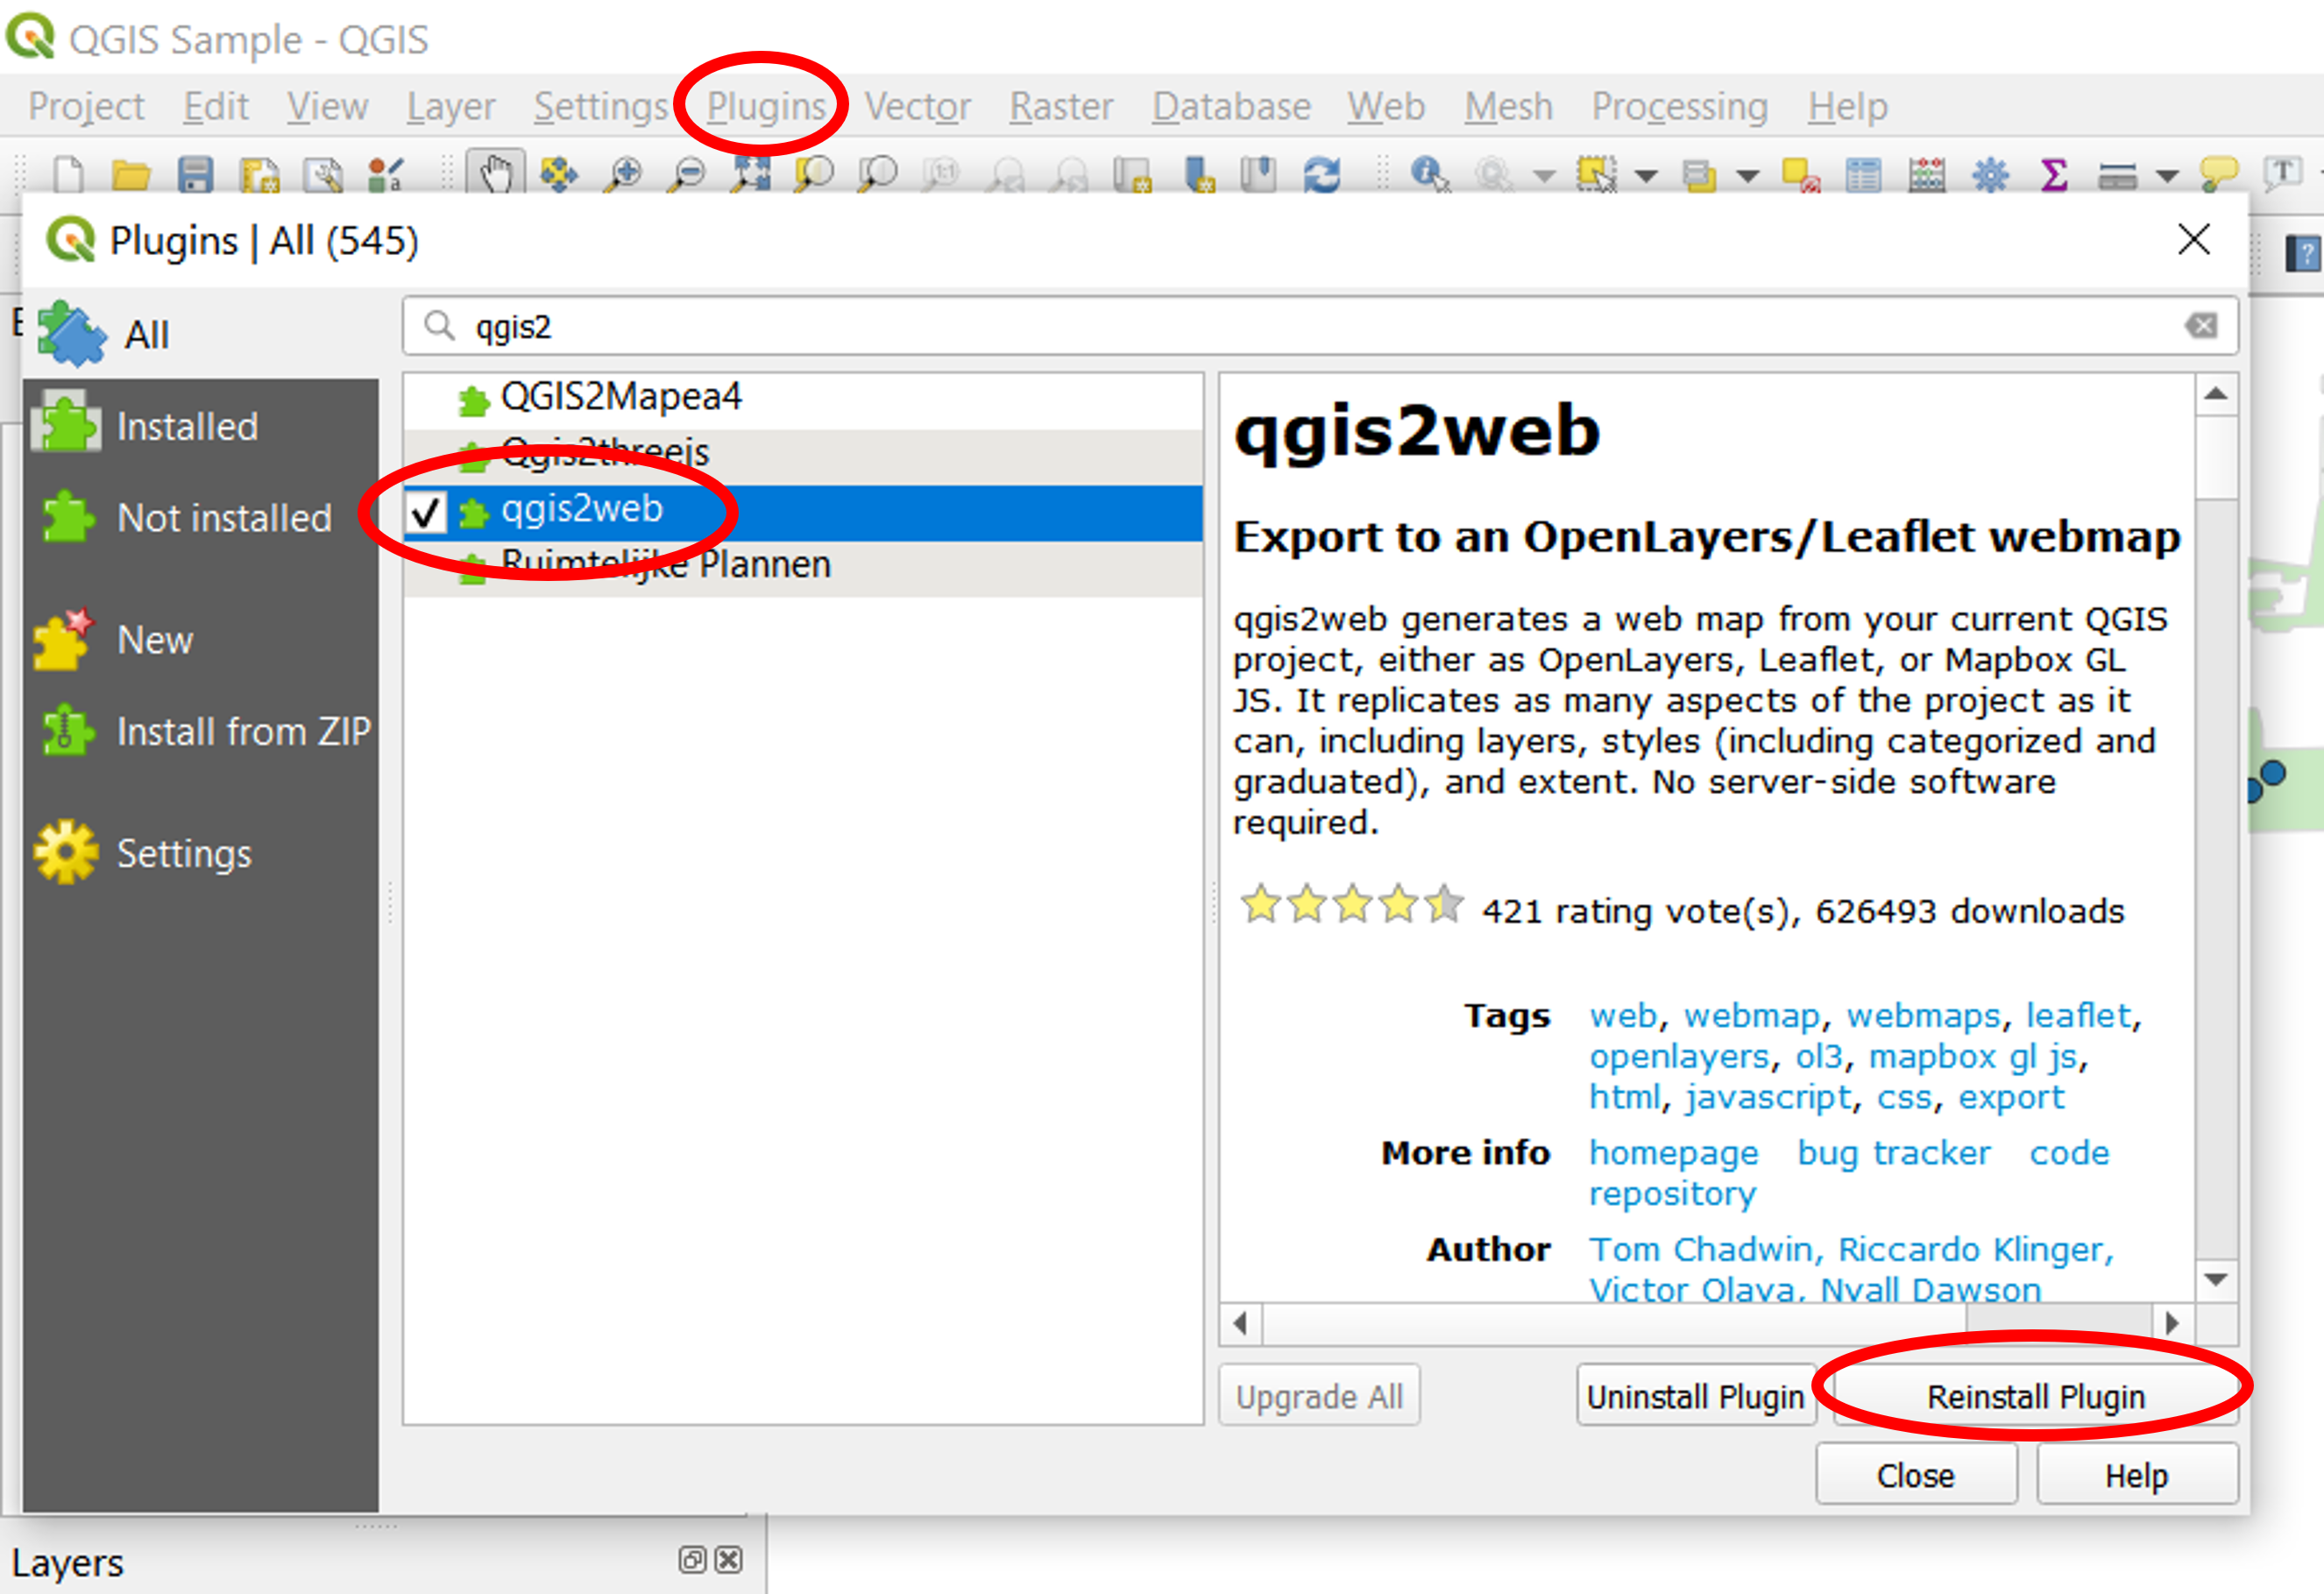 QGIS Sample - QGIS
Project Edit View Layer Settings Plugins Vector Raster Database Web Mesh Processing Help
Plugins | All (545)
All
qgis2
Installed
Not installed
New
Install from ZIP
Settings
QGIS2Mapea4
Qgis2threejs
qgis2web
Ruimtelijke Plannen
qgis2web
Export to an OpenLayers/Leaflet webmap
qgis2web generates a web map from your current QGIS
project, either as OpenLayers, Leaflet, or Mapbox GL
JS. It replicates as many aspects of the project as it
can, including layers, styles (including categorized and
graduated), and extent. No server-side software
required.
421 rating vote(s), 626493 downloads
Tags web, webmap, webmaps, leaflet,
openlayers, ol3, mapbox gl js,
html, javascript, css, export
More info homepage bug tracker code
repository
Author Tom Chadwin, Riccardo Klinger,
Victor Olaya, Nyall Dawson
Upgrade All Uninstall Plugin Reinstall Plugin
Close Help
Layers